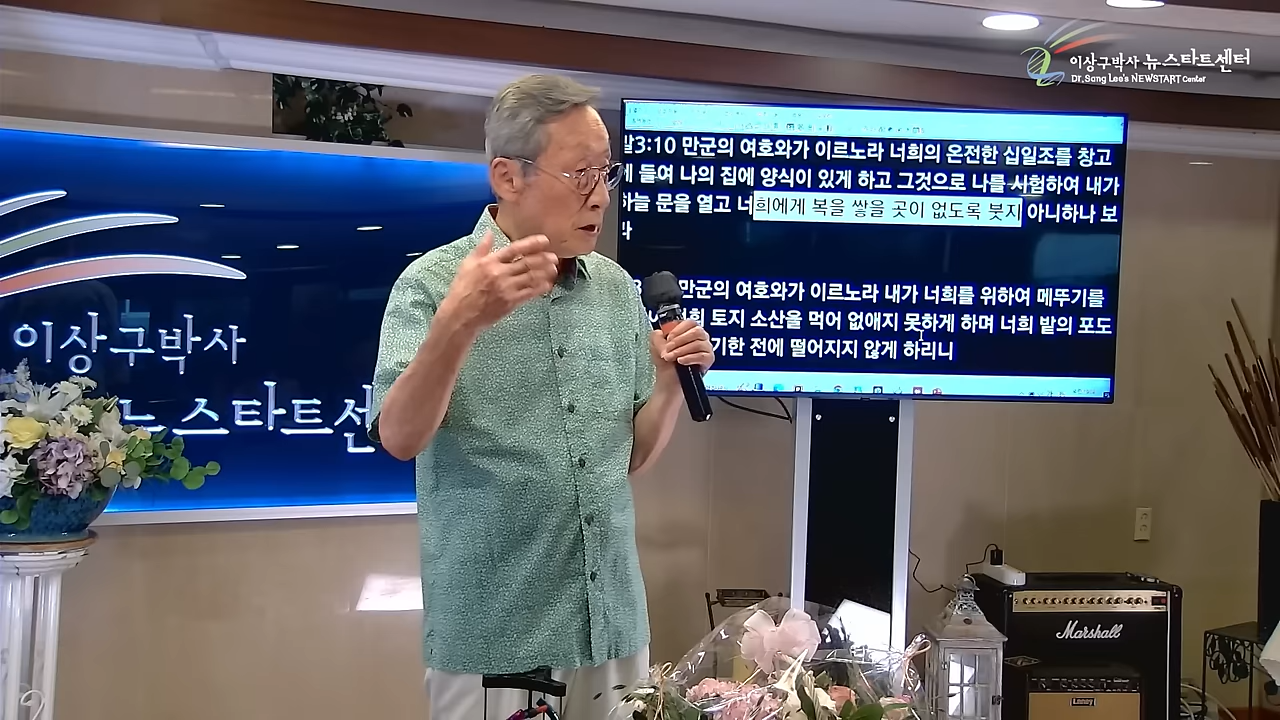 이상구박사 뉴스타트센터
Dr. Sang Lee's NEWSTART Center
말3:10 만군의 여호와가 이르노라 너희의 온전한 십일조를 창고
에 들여 나의 집에 양식이 있게 하고 그것으로 나를 시험하여 내가
하늘 문을 열고 너희에게 복을 쌓을 곳이 없도록 붓지 아니하나 보
라
만군의 여호와가 이르노라 내가 너희를 위하여 메뚜기를
토지 소산을 먹어 없애지 못하게 하며 너희 밭의 포도
기한 전에 떨어지지 않게 하리니
이상구박사
뉴스타트센
Marshall
Laney